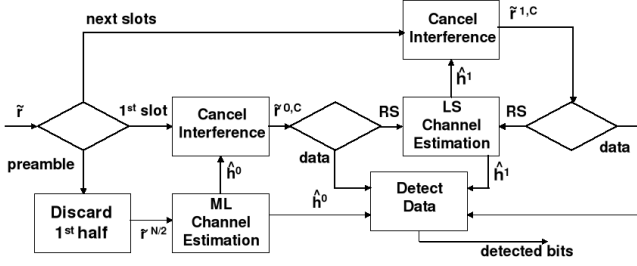 next slots
Cancel
Interference
r̃ 1,C
ĥ1
r̃
1st slot
Cancel
Interference
r̃ 0,C
RS
LS
Channel
Estimation
RS
preamble
data
data
ĥ0
ĥ1
Discard
1st half
r̃ N/2
ML
Channel
Estimation
ĥ0
Detect
Data
detected bits